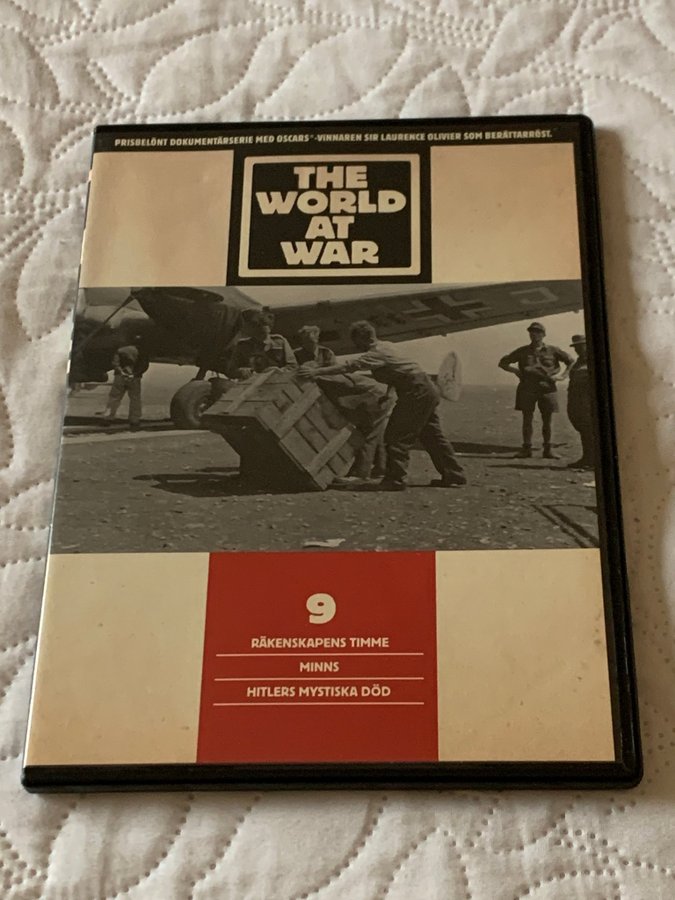 PRISBELÖNT DOKUMENTÄRSERIE MED OSCARS®-VINNAREN SIR LAURENCE OLIVIER SOM BERÄTTARRÖST.
THE
WORLD
AT
WAR
9
RÄKENSKAPENS TIMME
MINNS
HITLERS MYSTISKA DÖD